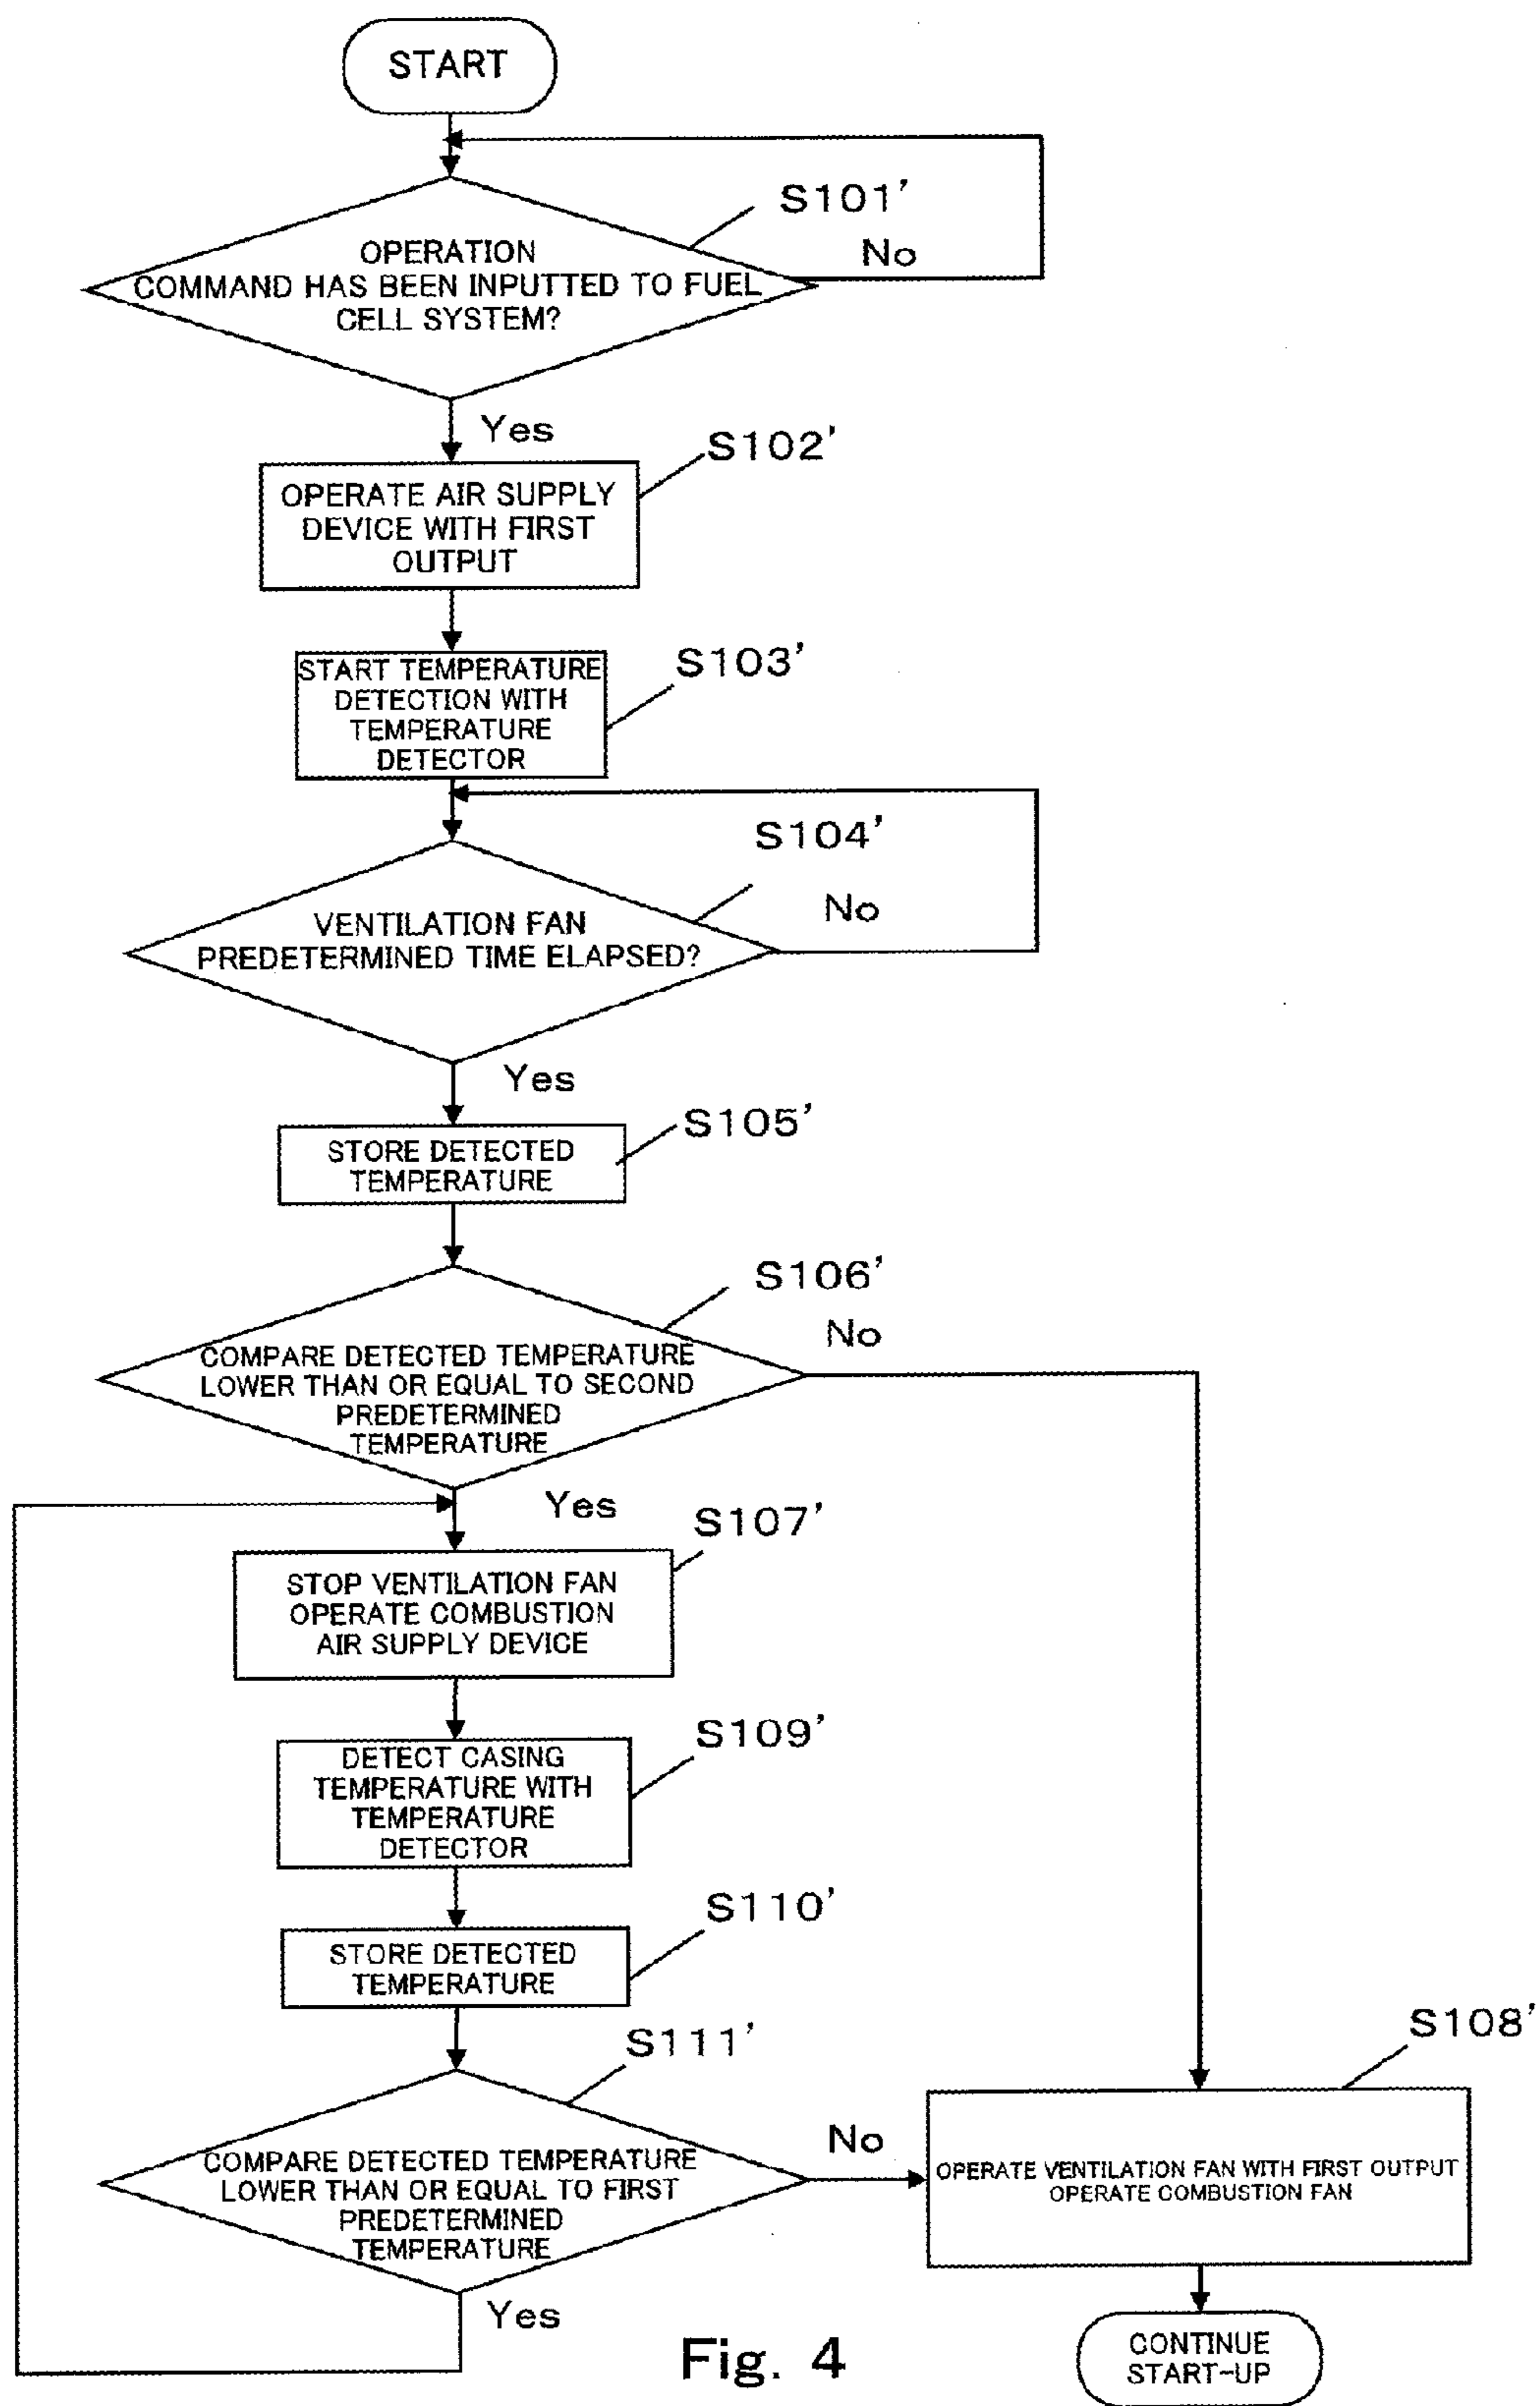 START
S101'
No
OPERATION
COMMAND HAS BEEN INPUTTED TO FUEL
CELL SYSTEM?
Yes
S102'
OPERATE AIR SUPPLY
DEVICE WITH FIRST
OUTPUT
S103'
START TEMPERATURE
DETECTION WITH
TEMPERATURE
DETECTOR
S104'
No
VENTILATION FAN
PREDETERMINED TIME ELAPSED?
Yes
S105'
STORE DETECTED
TEMPERATURE
S106'
No
COMPARE DETECTED TEMPERATURE
LOWER THAN OR EQUAL TO SECOND
PREDETERMINED
TEMPERATURE
Yes
S107'
STOP VENTILATION FAN
OPERATE COMBUSTION
AIR SUPPLY DEVICE
S109'
DETECT CASING
TEMPERATURE WITH
TEMPERATURE
DETECTOR
S110'
STORE DETECTED
TEMPERATURE
S111'
No
COMPARE DETECTED TEMPERATURE
LOWER THAN OR EQUAL TO FIRST
PREDETERMINED
TEMPERATURE
Yes
S108'
OPERATE VENTILATION FAN WITH FIRST OUTPUT
OPERATE COMBUSTION FAN
CONTINUE
START-UP
Fig. 4